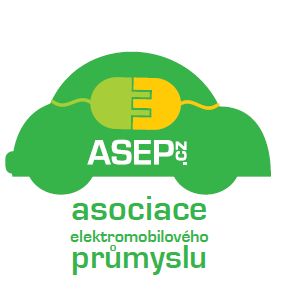 ASEP.cz
asociace
elektromobilového
průmyslu